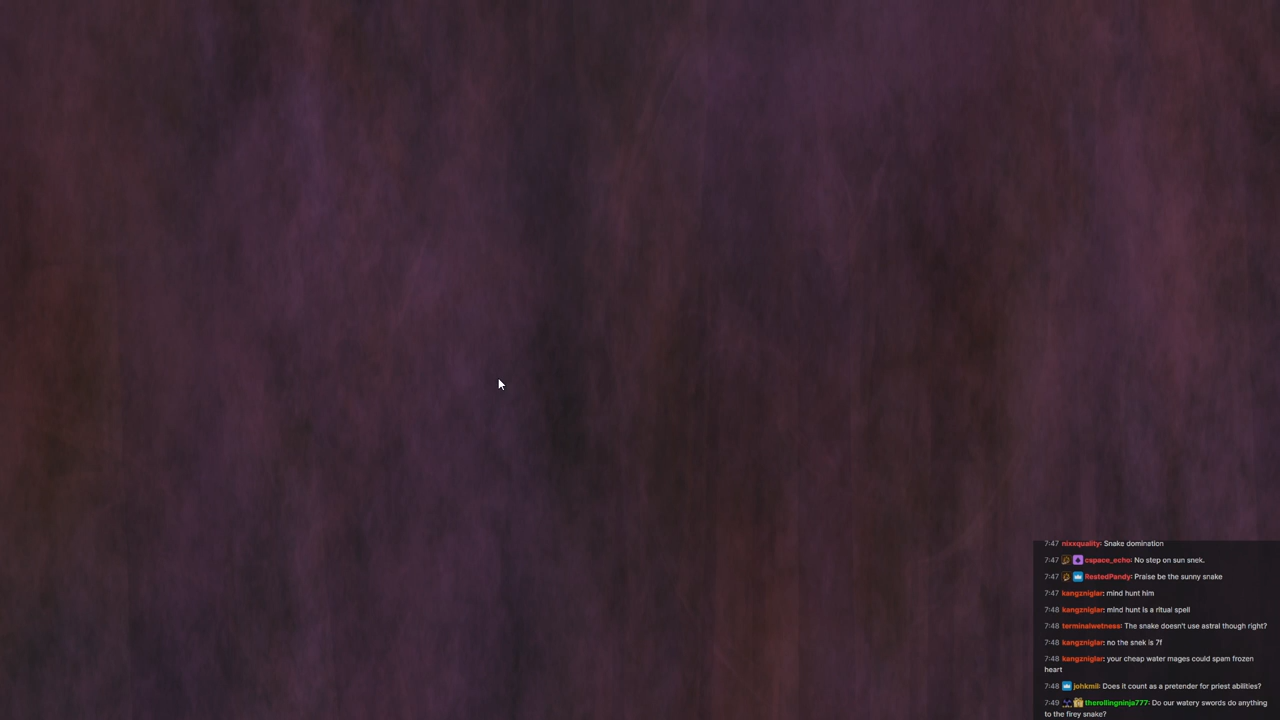 7:47 nixxquality: Snake domination
7:47 cspace_echo: No step on sun snek.
7:47 RestedPandy: Praise be the sunny snake
7:47 kangzniglar: mind hunt him
7:48 kangzniglar: mind hunt is a ritual spell
7:48 terminalwetness: The snake doesn't use astral though right?
7:48 kangzniglar: no the snek is 7f
7:48 kangzniglar: your cheap water mages could spam frozen
heart
7:48 johkmil: Does it count as a pretender for priest abilities?
7:49 therollingninja777: Do our watery swords do anything
to the firey snake?